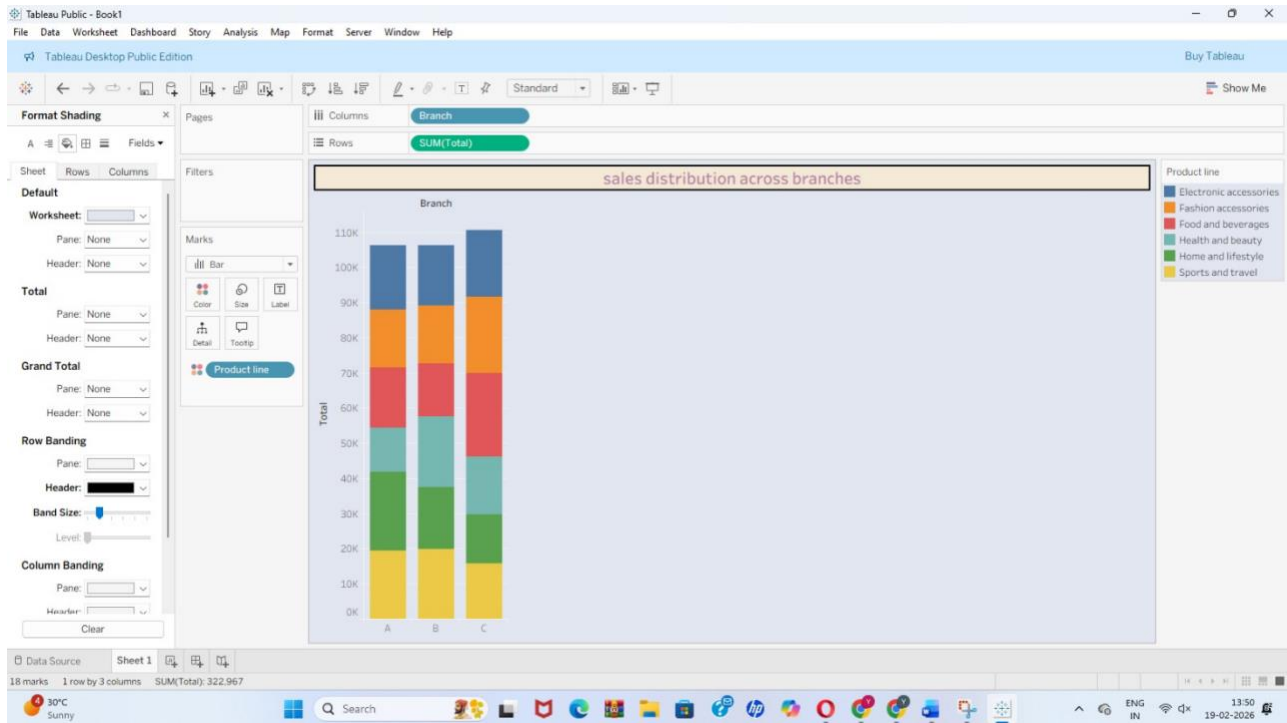 Tableau Public - Book1
File Data Worksheet Dashboard Story Analysis Map Format Server Window Help
Tableau Desktop Public Edition
Buy Tableau
Standard
Show Me
Format Shading
Fields
Sheet Rows Columns
Default
Worksheet:
Pane: None
Header: None
Total
Pane: None
Header: None
Grand Total
Pane: None
Header: None
Row Banding
Pane:
Header:
Band Size:
Level:
Column Banding
Pane:
Header:
Clear
Pages
Filters
Marks
Bar
Color Size Label
Detail Tooltip
Product line
Columns Branch
Rows SUM(Total)
sales distribution across branches
Branch
Total
110K
100K
90K
80K
70K
60K
50K
40K
30K
20K
10K
0K
A B C
Product line
Electronic accessories
Fashion accessories
Food and beverages
Health and beauty
Home and lifestyle
Sports and travel
Data Source Sheet 1
18 marks 1 row by 3 columns SUM(Total): 322,967
4
30°C
Sunny
Search
ENG
IN
13:50
19-02-2026